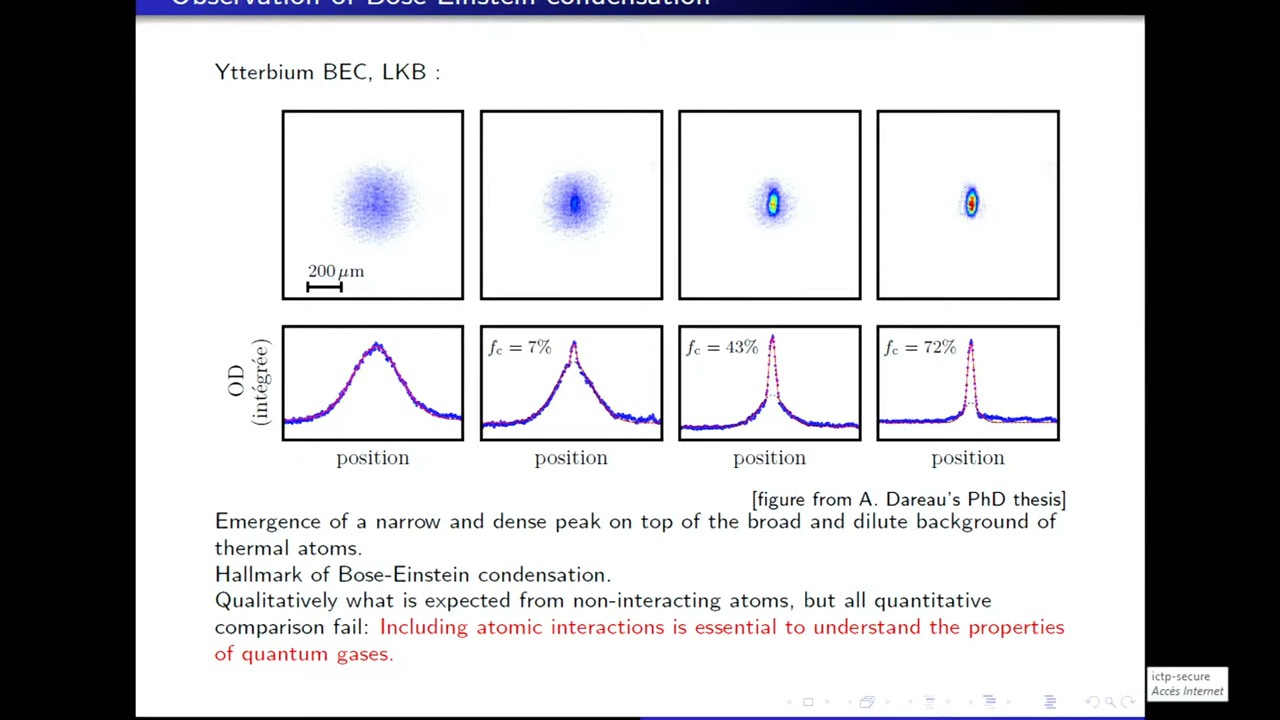 Observation of Bose-Einstein condensation
Ytterbium BEC, LKB :
200 μm
OD
(intégrée)
f_c = 7%
f_c = 43%
f_c = 72%
position
position
position
position
[figure from A. Dareau's PhD thesis]
Emergence of a narrow and dense peak on top of the broad and dilute background of
thermal atoms.
Hallmark of Bose-Einstein condensation.
Qualitatively what is expected from non-interacting atoms, but all quantitative
comparison fail: Including atomic interactions is essential to understand the properties
of quantum gases.
ictp-secure
Accès Internet